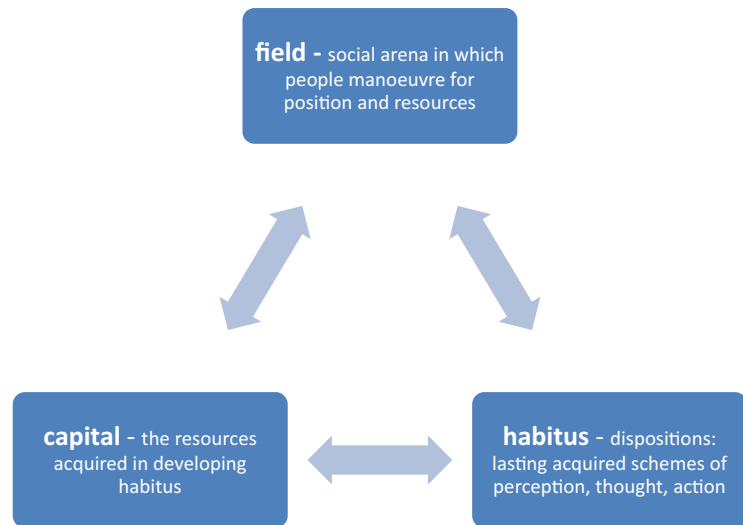 field - social arena in which
people manoeuvre for
position and resources
capital - the resources
acquired in developing
habitus
habitus - dispositions:
lasting acquired schemes of
perception, thought, action